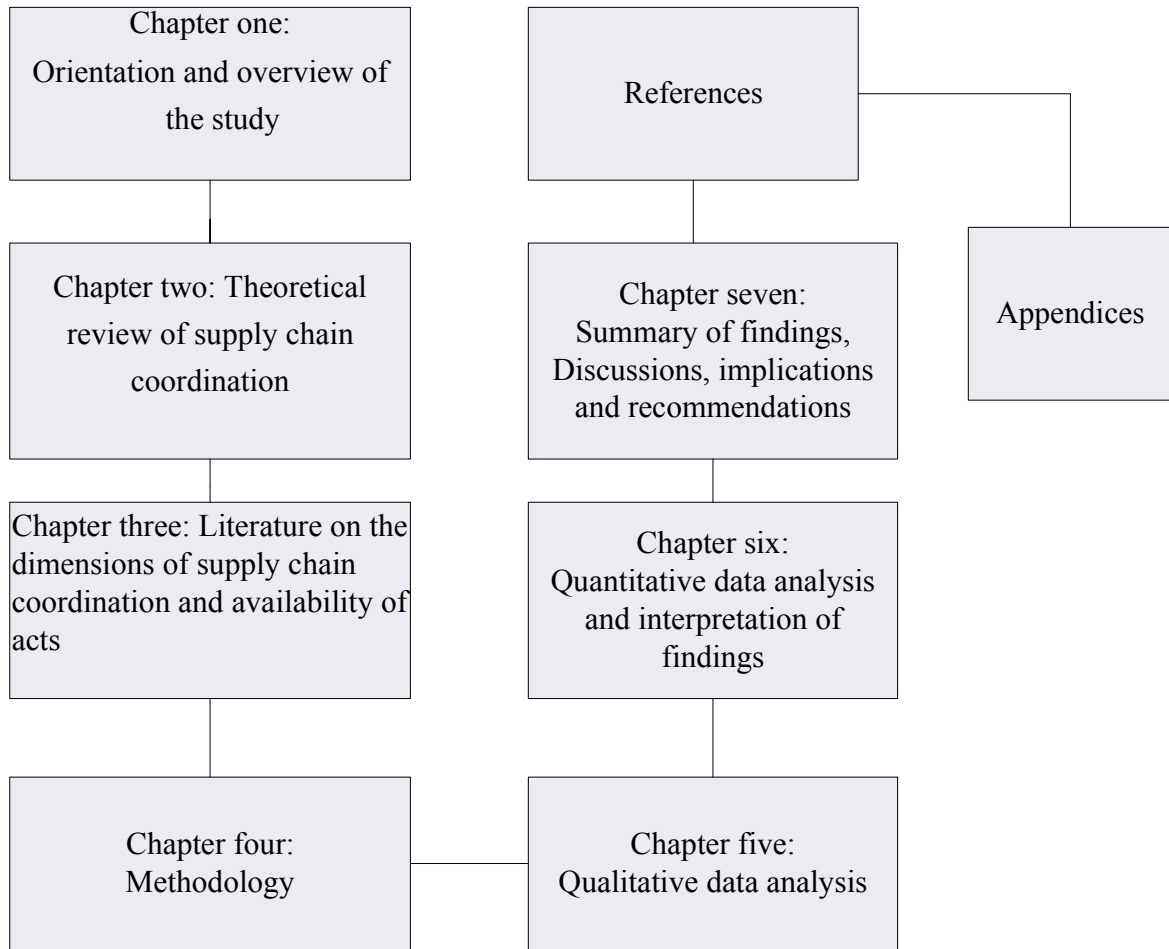 Chapter one:
Orientation and overview of
the study
Chapter two: Theoretical
review of supply chain
coordination
Chapter three: Literature on the
dimensions of supply chain
coordination and availability of
acts
Chapter four:
Methodology
Chapter five:
Qualitative data analysis
Chapter six:
Quantitative data analysis
and interpretation of
findings
Chapter seven:
Summary of findings,
Discussions, implications
and recommendations
References
Appendices